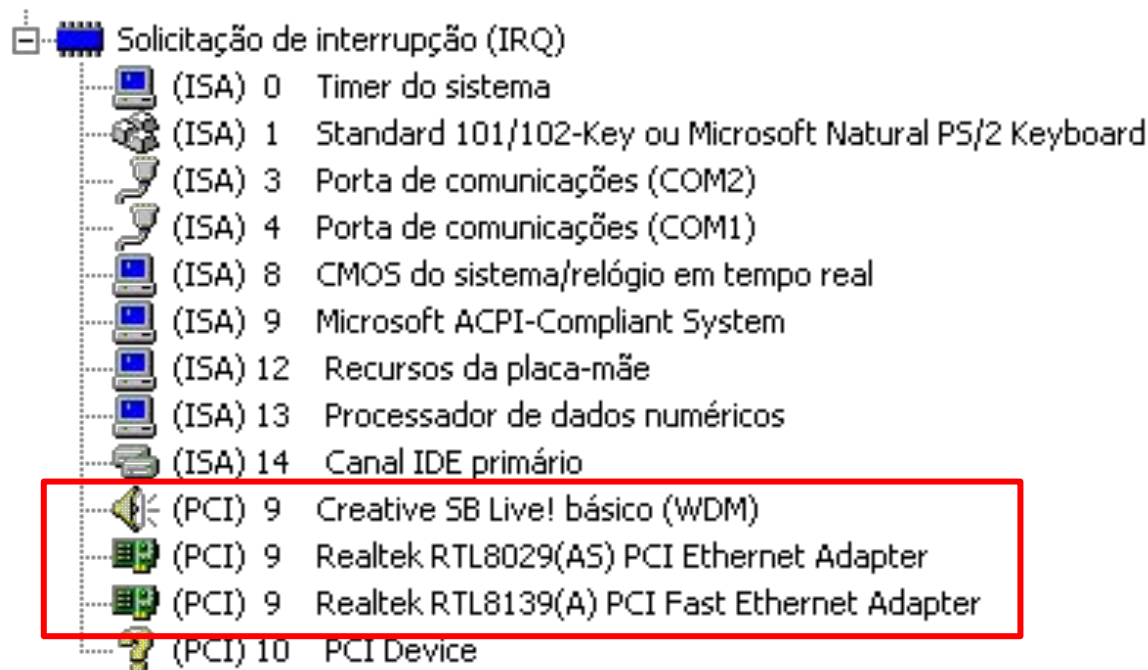 Solicitação de interrupção (IRQ)
(ISA) 0 Timer do sistema
(ISA) 1 Standard 101/102-Key ou Microsoft Natural PS/2 Keyboard
(ISA) 3 Porta de comunicações (COM2)
(ISA) 4 Porta de comunicações (COM1)
(ISA) 8 CMOS do sistema/relógio em tempo real
(ISA) 9 Microsoft ACPI-Compliant System
(ISA) 12 Recursos da placa-mãe
(ISA) 13 Processador de dados numéricos
(ISA) 14 Canal IDE primário
(PCI) 9 Creative SB Live! básico (WDM)
(PCI) 9 Realtek RTL8029(AS) PCI Ethernet Adapter
(PCI) 9 Realtek RTL8139(A) PCI Fast Ethernet Adapter
(PCI) 10 PCI Device